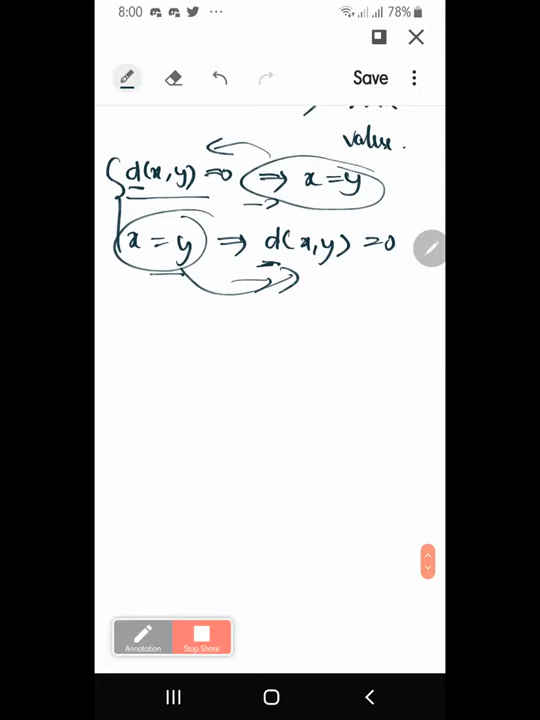 8:00 78%
Save
value.
d(x,y) =0 ⇒ x=y
x = y ⇒ d(x,y) =0
Annotation Stop Share